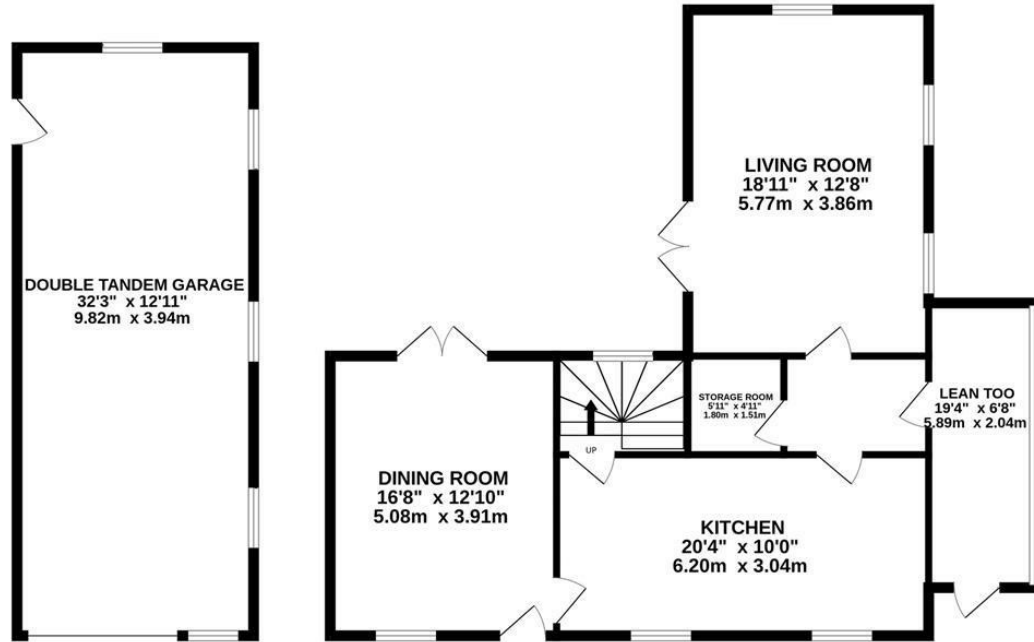 LIVING ROOM
18'11" x 12'8"
5.77m x 3.86m
DOUBLE TANDEM GARAGE
32'3" x 12'11"
9.82m x 3.94m
STORAGE ROOM
5'11" x 4'11"
1.80m x 1.51m
LEAN TOO
19'4" x 6'8"
5.89m x 2.04m
UP
DINING ROOM
16'8" x 12'10"
5.08m x 3.91m
KITCHEN
20'4" x 10'0"
6.20m x 3.04m